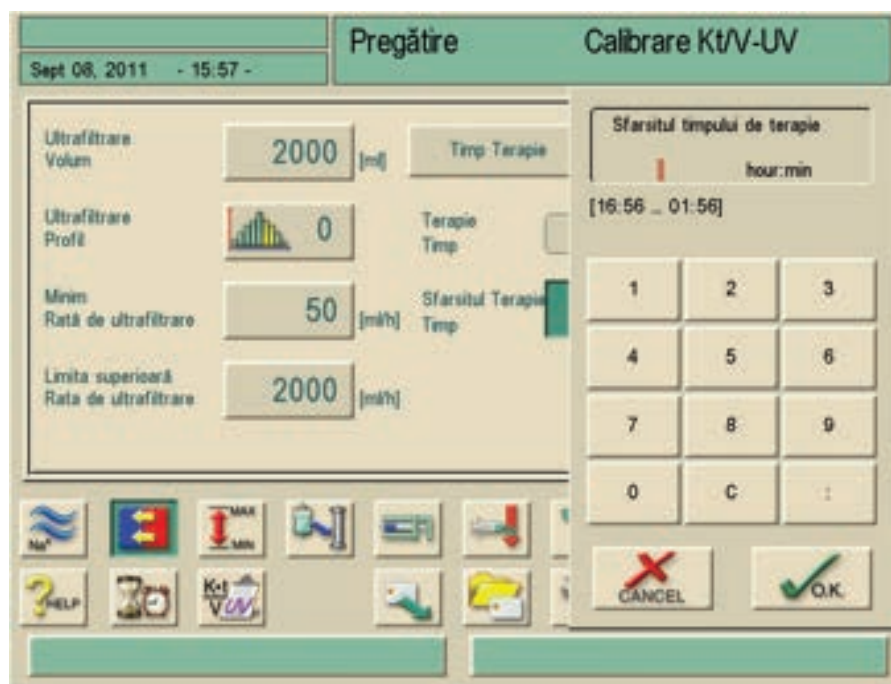 Pregătire
Calibrare Kt/V-UV
Sept 08, 2011 - 15:57 -
Ultrafiltrare
Volum
2000
[ml]
Timp Terapie
Ultrafiltrare
Profil
0
Terapie
Timp
Minim
Rată de ultrafiltrare
50
[ml/h]
Sfarsitul Terapie
Timp
Limita superioară
Rata de ultrafiltrare
2000
[ml/h]
Sfarsitul timpului de terapie
hour:min
[16:56 ... 01:56]
1 2 3
4 5 6
7 8 9
0 C :
CANCEL
O.K.
Na+
MAX
MIN
?HELP
K·t
V
UV